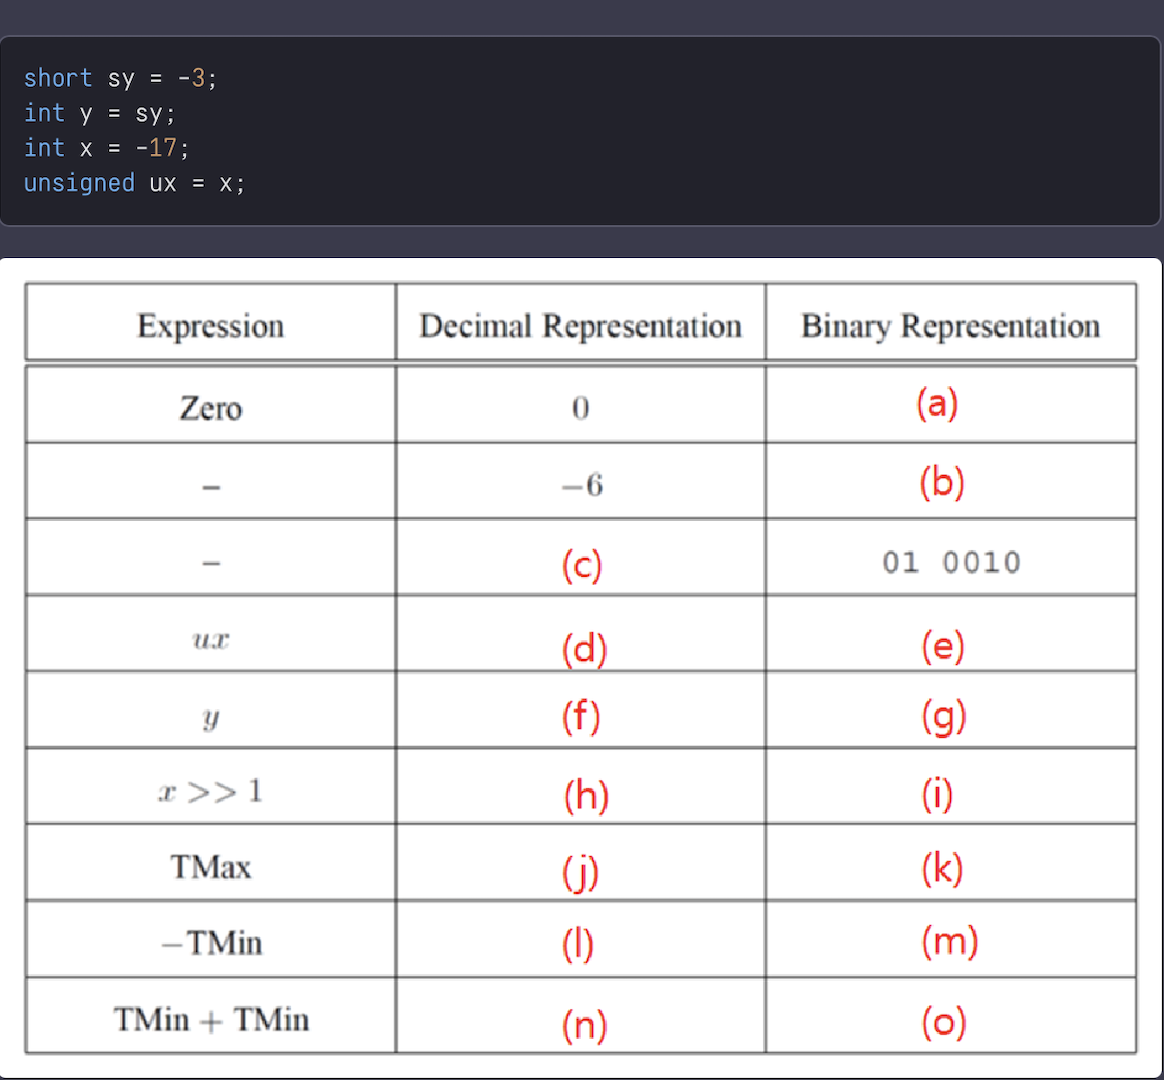 short sy = -3;
int y = sy;
int x = -17;
unsigned ux = x;
Expression Decimal Representation Binary Representation
Zero 0 (a)
– −6 (b)
– (c) 01 0010
ux (d) (e)
y (f) (g)
x >> 1 (h) (i)
TMax (j) (k)
−TMin (l) (m)
TMin + TMin (n) (o)